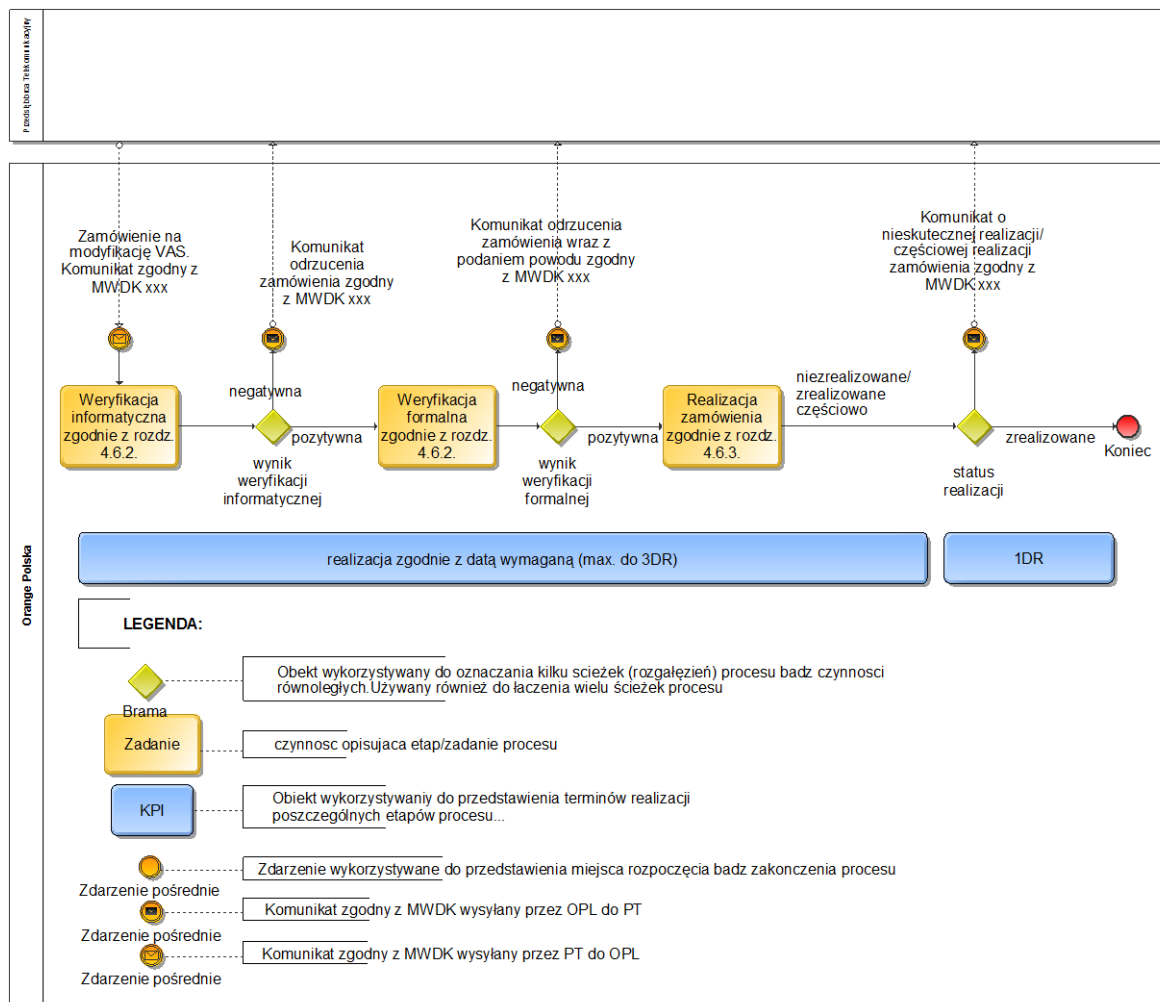 Przedsiębiorca Telekomunikacyjny
Orange Polska
Zamówienie na
modyfikację VAS.
Komunikat zgodny z
MWDK xxx
Komunikat
odrzucenia
zamówienia zgodny
z MWDK xxx
Komunikat odrzucenia
zamówienia wraz z
podaniem powodu zgodny
z MWDK xxx
Komunikat o
nieskutecznej realizacji/
częściowej realizacji
zamówienia zgodny z
MWDK xxx
Weryfikacja
informatyczna
zgodnie z rozdz.
4.6.2.
negatywna
pozytywna
wynik
weryfikacji
informatycznej
Weryfikacja
formalna
zgodnie z rozdz.
4.6.2.
negatywna
pozytywna
wynik
weryfikacji
formalnej
Realizacja
zamówienia
zgodnie z rozdz.
4.6.3.
niezrealizowane/
zrealizowane
częściowo
status
realizacji
zrealizowane
Koniec
realizacja zgodnie z datą wymaganą (max. do 3DR)
1DR
LEGENDA:
Obekt wykorzystywany do oznaczania kilku scieżek (rozgałęzień) procesu badz czynnosci
równoległych.Używany również do łaczenia wielu ścieżek procesu
Brama
Zadanie
czynnosc opisujaca etap/zadanie procesu
KPI
Obiekt wykorzystywaniy do przedstawienia terminów realizacji
poszczególnych etapów procesu...
Zdarzenie wykorzystywane do przedstawienia miejsca rozpoczęcia badz zakonczenia procesu
Zdarzenie pośrednie
Komunikat zgodny z MWDK wysyłany przez OPL do PT
Zdarzenie pośrednie
Komunikat zgodny z MWDK wysyłany przez PT do OPL
Zdarzenie pośrednie